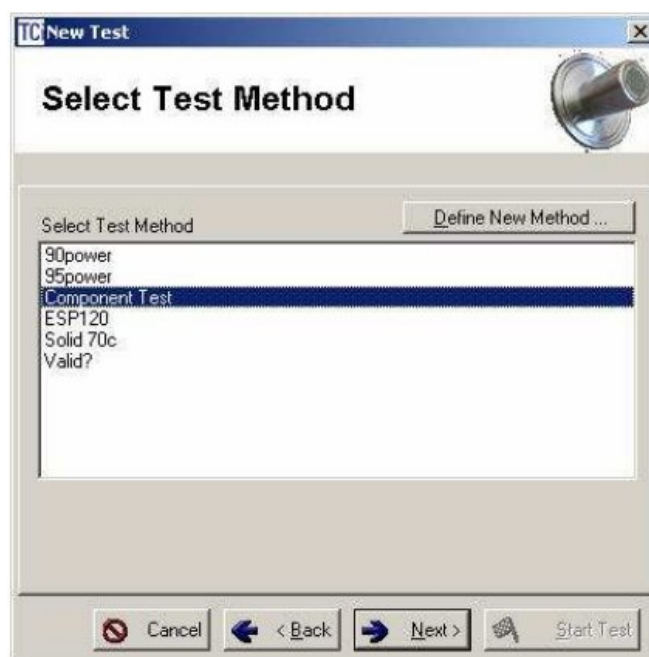 TC New Test
Select Test Method
Select Test Method
Define New Method ...
90power
95power
Component Test
ESP120
Solid 70c
Valid?
Cancel
< Back
Next >
Start Test